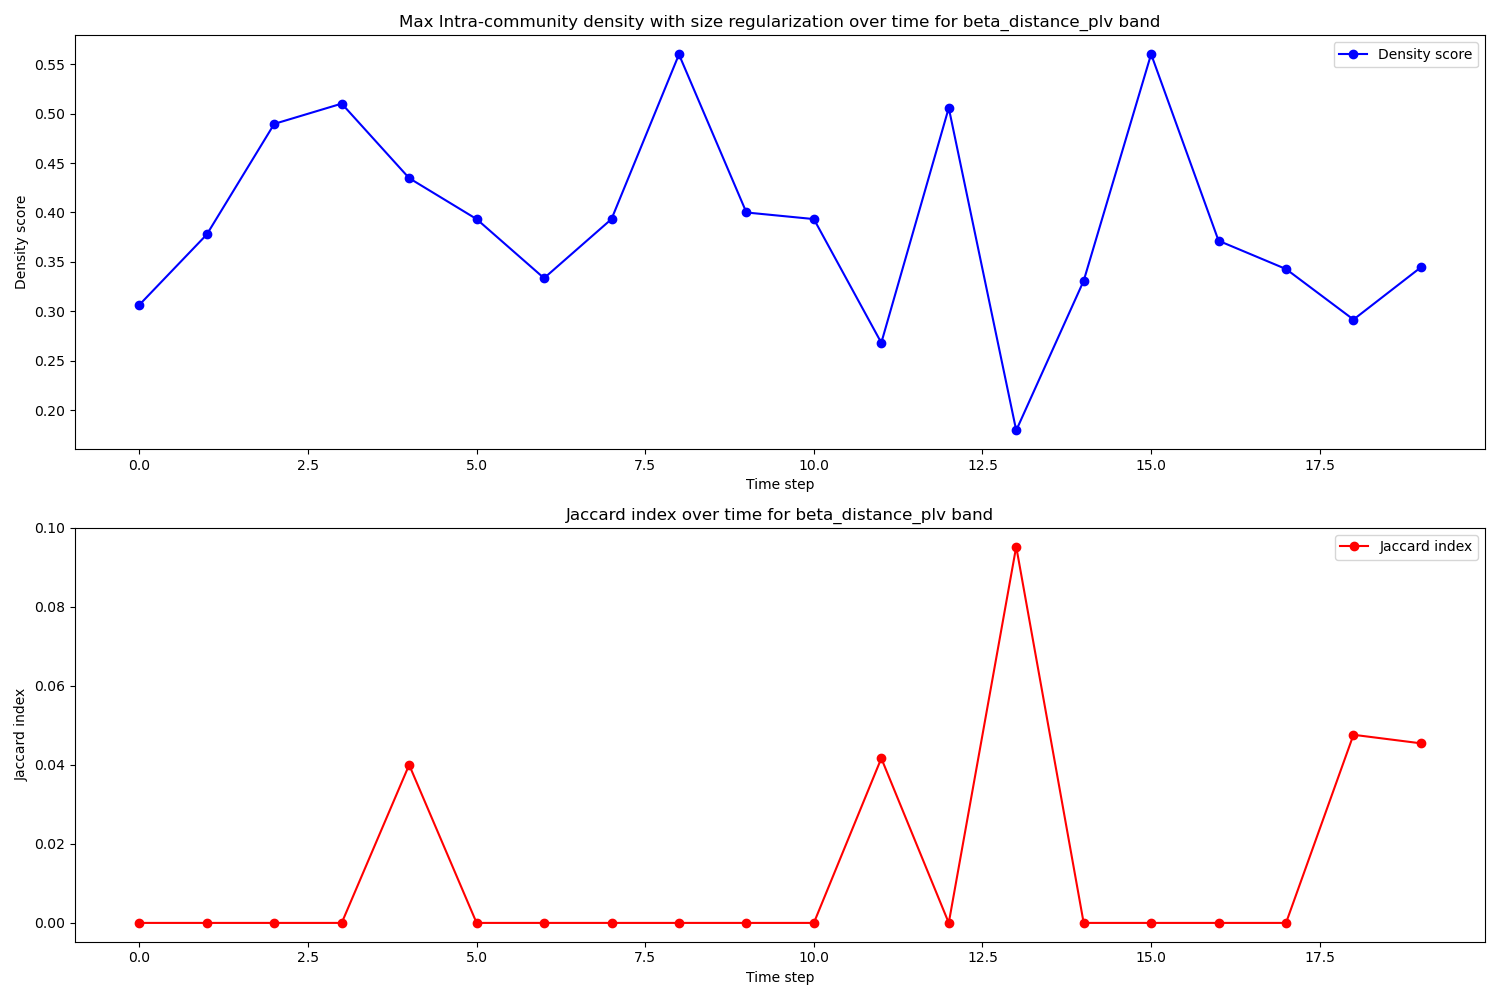 Max Intra-community density with size regularization over time for beta_distance_plv band
Density score
0.55
0.50
0.45
0.40
0.35
0.30
0.25
0.20
Density score
0.0 2.5 5.0 7.5 10.0 12.5 15.0 17.5
Time step
Jaccard index over time for beta_distance_plv band
Jaccard index
0.10
0.08
0.06
0.04
0.02
0.00
Jaccard index
0.0 2.5 5.0 7.5 10.0 12.5 15.0 17.5
Time step